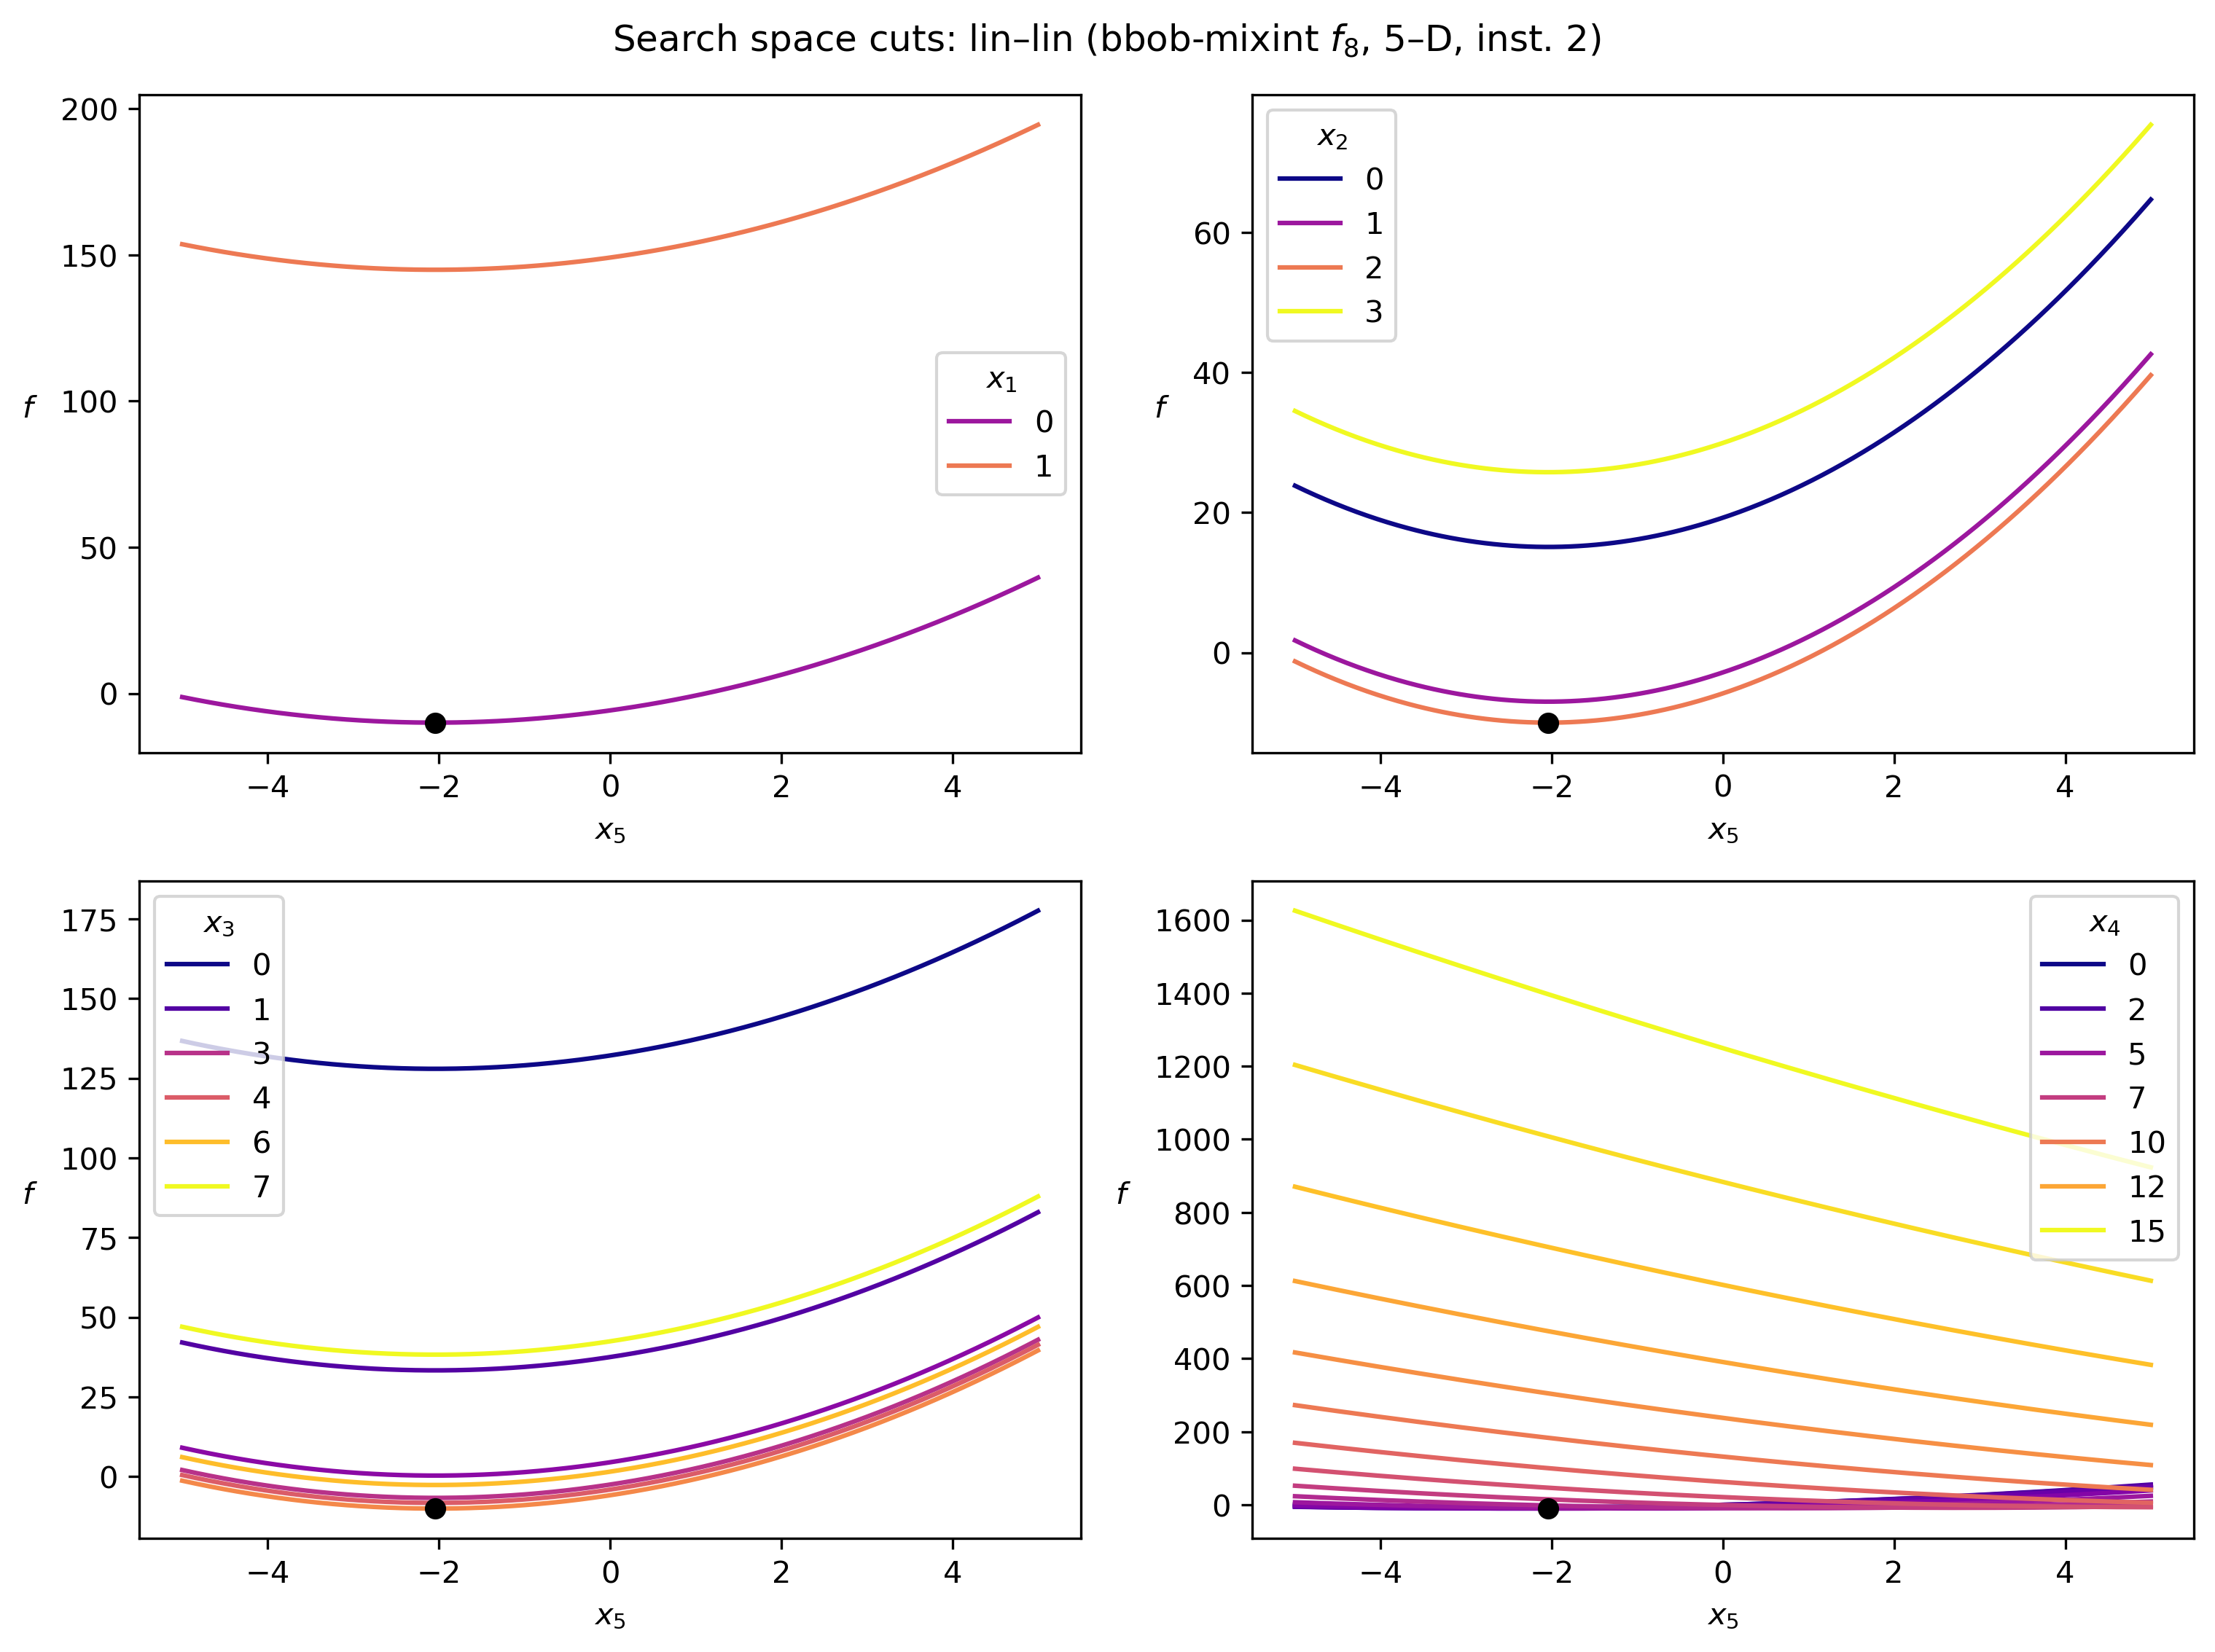 Search space cuts: lin–lin (bbob-mixint f₈, 5–D, inst. 2)
200
150
f 100
50
0
−4 −2 0 2 4
x₅
x₁
0
1
60
40
f
20
0
−4 −2 0 2 4
x₅
x₂
0
1
2
3
175
150
125
100
f
75
50
25
0
−4 −2 0 2 4
x₅
x₃
0
1
3
4
6
7
1600
1400
1200
1000
f
800
600
400
200
0
−4 −2 0 2 4
x₅
x₄
0
2
5
7
10
12
15